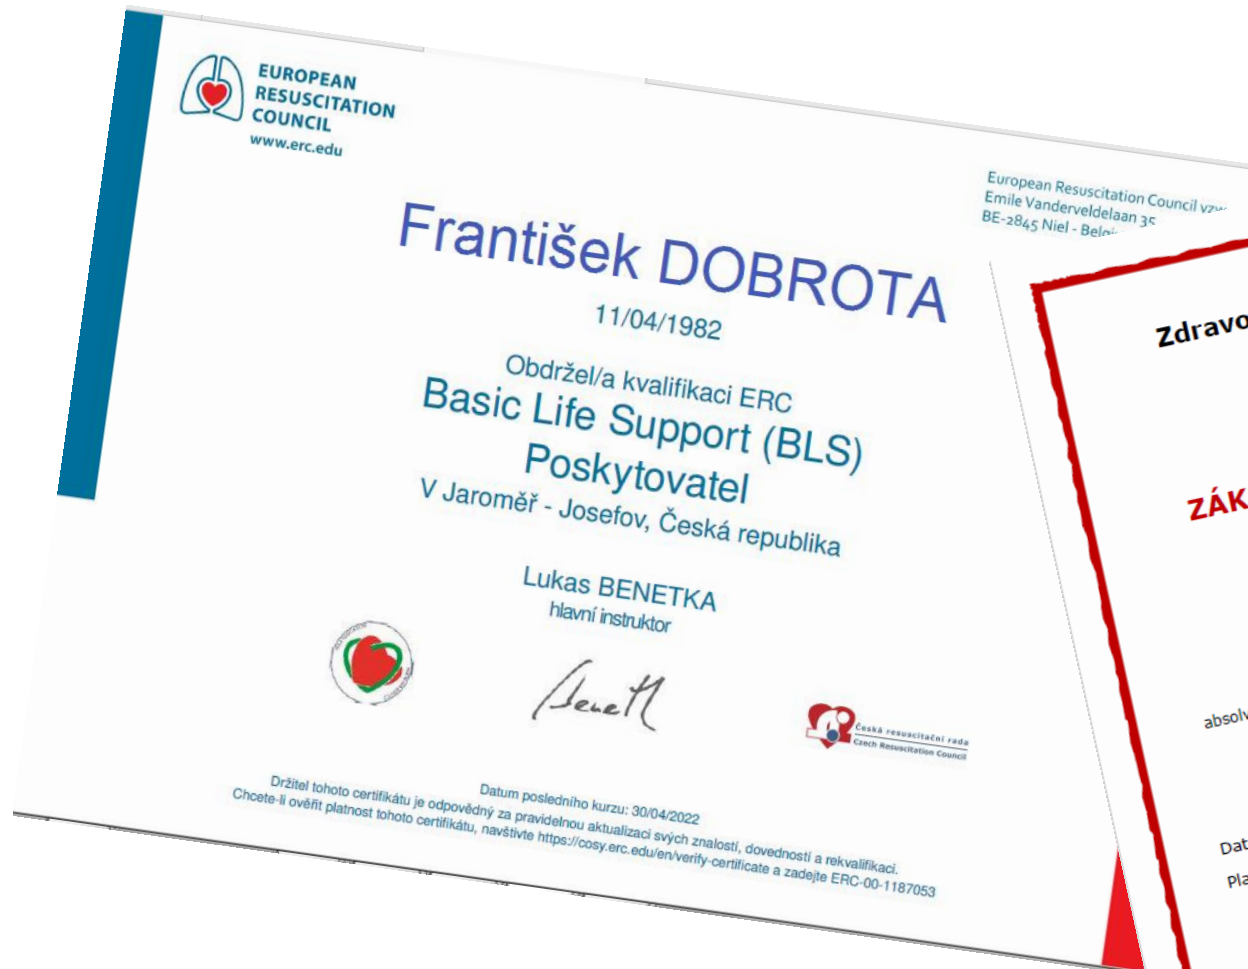 EUROPEAN
RESUSCITATION
COUNCIL
www.erc.edu
European Resuscitation Council vzw
Emile Vanderveldelaan 35
BE-2845 Niel -
František DOBROTA
11/04/1982
Obdržel/a kvalifikaci ERC
Basic Life Support (BLS)
Poskytovatel
V Jaroměř - Josefov, Česká republika
Lukas BENETKA
hlavní instruktor
Česká resuscitační rada
Czech Resuscitation Council
Datum posledního kurzu: 30/04/2022
Držitel tohoto certifikátu je odpovědný za pravidelnou aktualizaci svých znalostí, dovedností a rekvalifikaci.
Chcete-li ověřit platnost tohoto certifikátu, navštivte https://cosy.erc.edu/en/verify-certificate a zadejte ERC-00-1187053
Zdravo
ZÁK
absolv
Dat
Pla